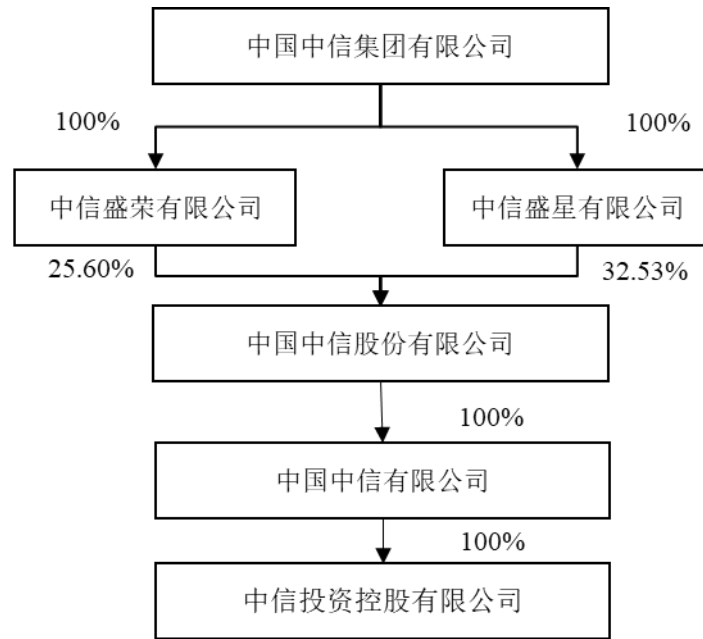 中国中信集团有限公司
100%
100%
中信盛荣有限公司
中信盛星有限公司
25.60%
32.53%
中国中信股份有限公司
100%
中国中信有限公司
100%
中信投资控股有限公司